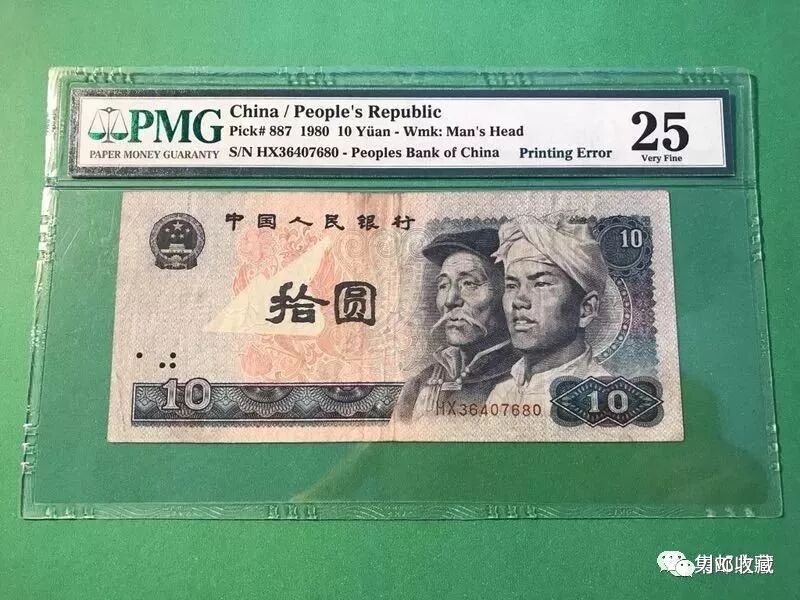 PMG
PAPER MONEY GUARANTY
China / People's Republic
Pick# 887 1980 10 Yüan - Wmk: Man's Head
S/N HX36407680 - Peoples Bank of China Printing Error
25
Very Fine
中国人民银行
10
拾圆
10
HX36407680
10
集邮收藏